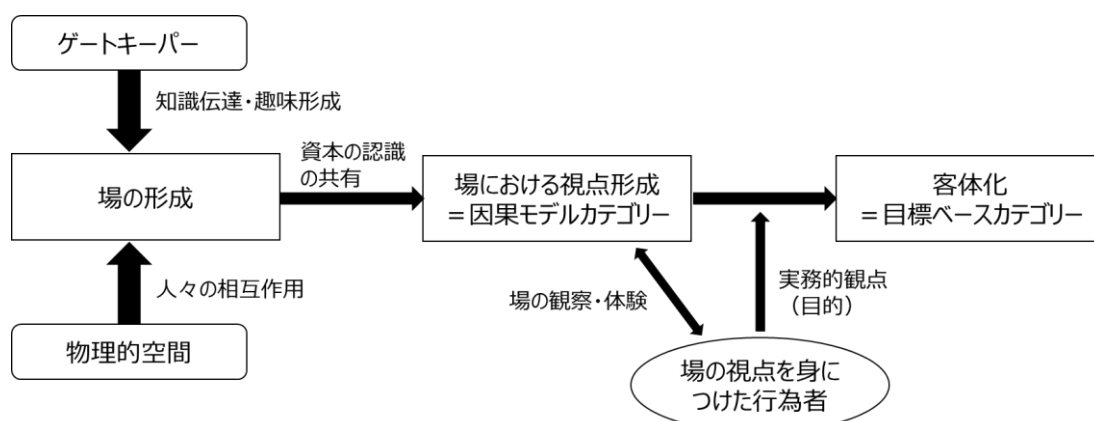 ゲートキーパー
知識伝達・趣味形成
場の形成
資本の認識
の共有
場における視点形成
＝因果モデルカテゴリー
客体化
＝目標ベースカテゴリー
人々の相互作用
物理的空間
場の観察・体験
実務的観点
（目的）
場の視点を身に
つけた行為者